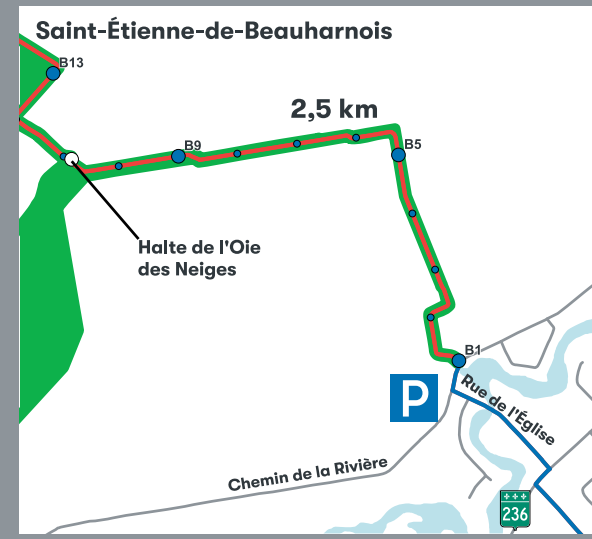 Saint-Étienne-de-Beauharnois
B13
2,5 km
B9
B5
Halte de l'Oie
des Neiges
B1
P
Rue de l'Église
Chemin de la Rivière
236